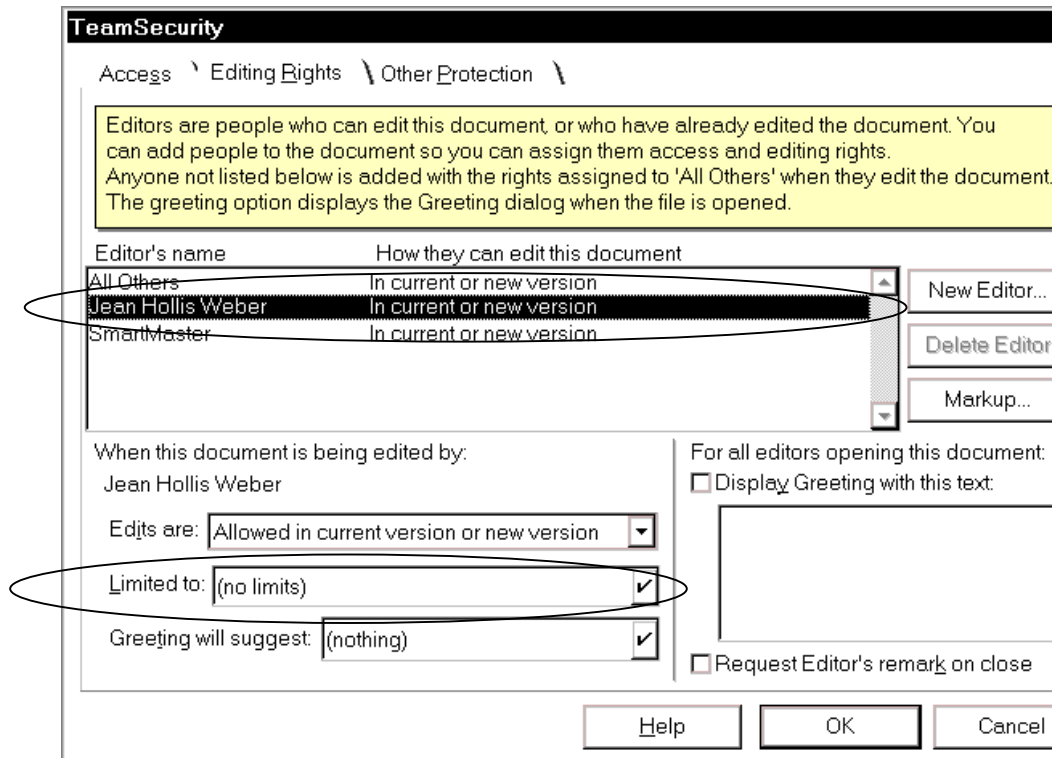 TeamSecurity
Access Editing Rights Other Protection
Editors are people who can edit this document, or who have already edited the document. You
can add people to the document so you can assign them access and editing rights.
Anyone not listed below is added with the rights assigned to 'All Others' when they edit the document.
The greeting option displays the Greeting dialog when the file is opened.
Editor's name How they can edit this document
All Others In current or new version
Jean Hollis Weber In current or new version
SmartMaster In current or new version
New Editor...
Delete Editor
Markup...
When this document is being edited by:
Jean Hollis Weber
Edits are: Allowed in current version or new version
Limited to: (no limits)
Greeting will suggest: (nothing)
For all editors opening this document:
Display Greeting with this text:
Request Editor's remark on close
Help OK Cancel